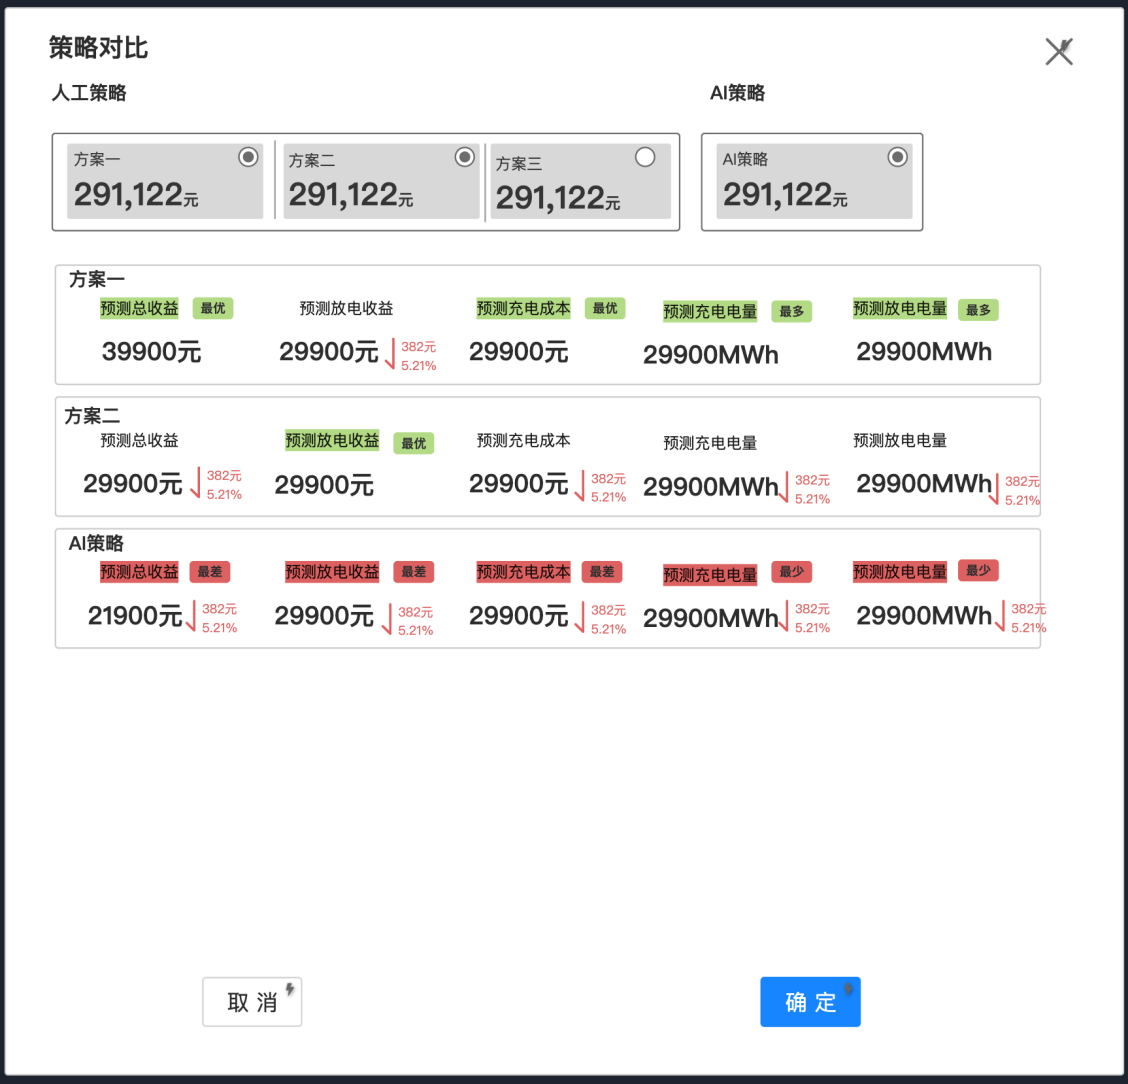 策略对比
人工策略
AI策略
方案一
291,122元
方案二
291,122元
方案三
291,122元
AI策略
291,122元
方案一
预测总收益 最优
39900元
预测放电收益
29900元 382元 5.21%
预测充电成本 最优
29900元
预测充电电量 最多
29900MWh
预测放电电量 最多
29900MWh
方案二
预测总收益
29900元 382元 5.21%
预测放电收益 最优
29900元
预测充电成本
29900元 382元 5.21%
预测充电电量
29900MWh 382元 5.21%
预测放电电量
29900MWh 382元 5.21%
AI策略
预测总收益 最差
21900元 382元 5.21%
预测放电收益 最差
29900元 382元 5.21%
预测充电成本 最差
29900元 382元 5.21%
预测充电电量 最少
29900MWh 382元 5.21%
预测放电电量 最少
29900MWh 382元 5.21%
取 消
确 定